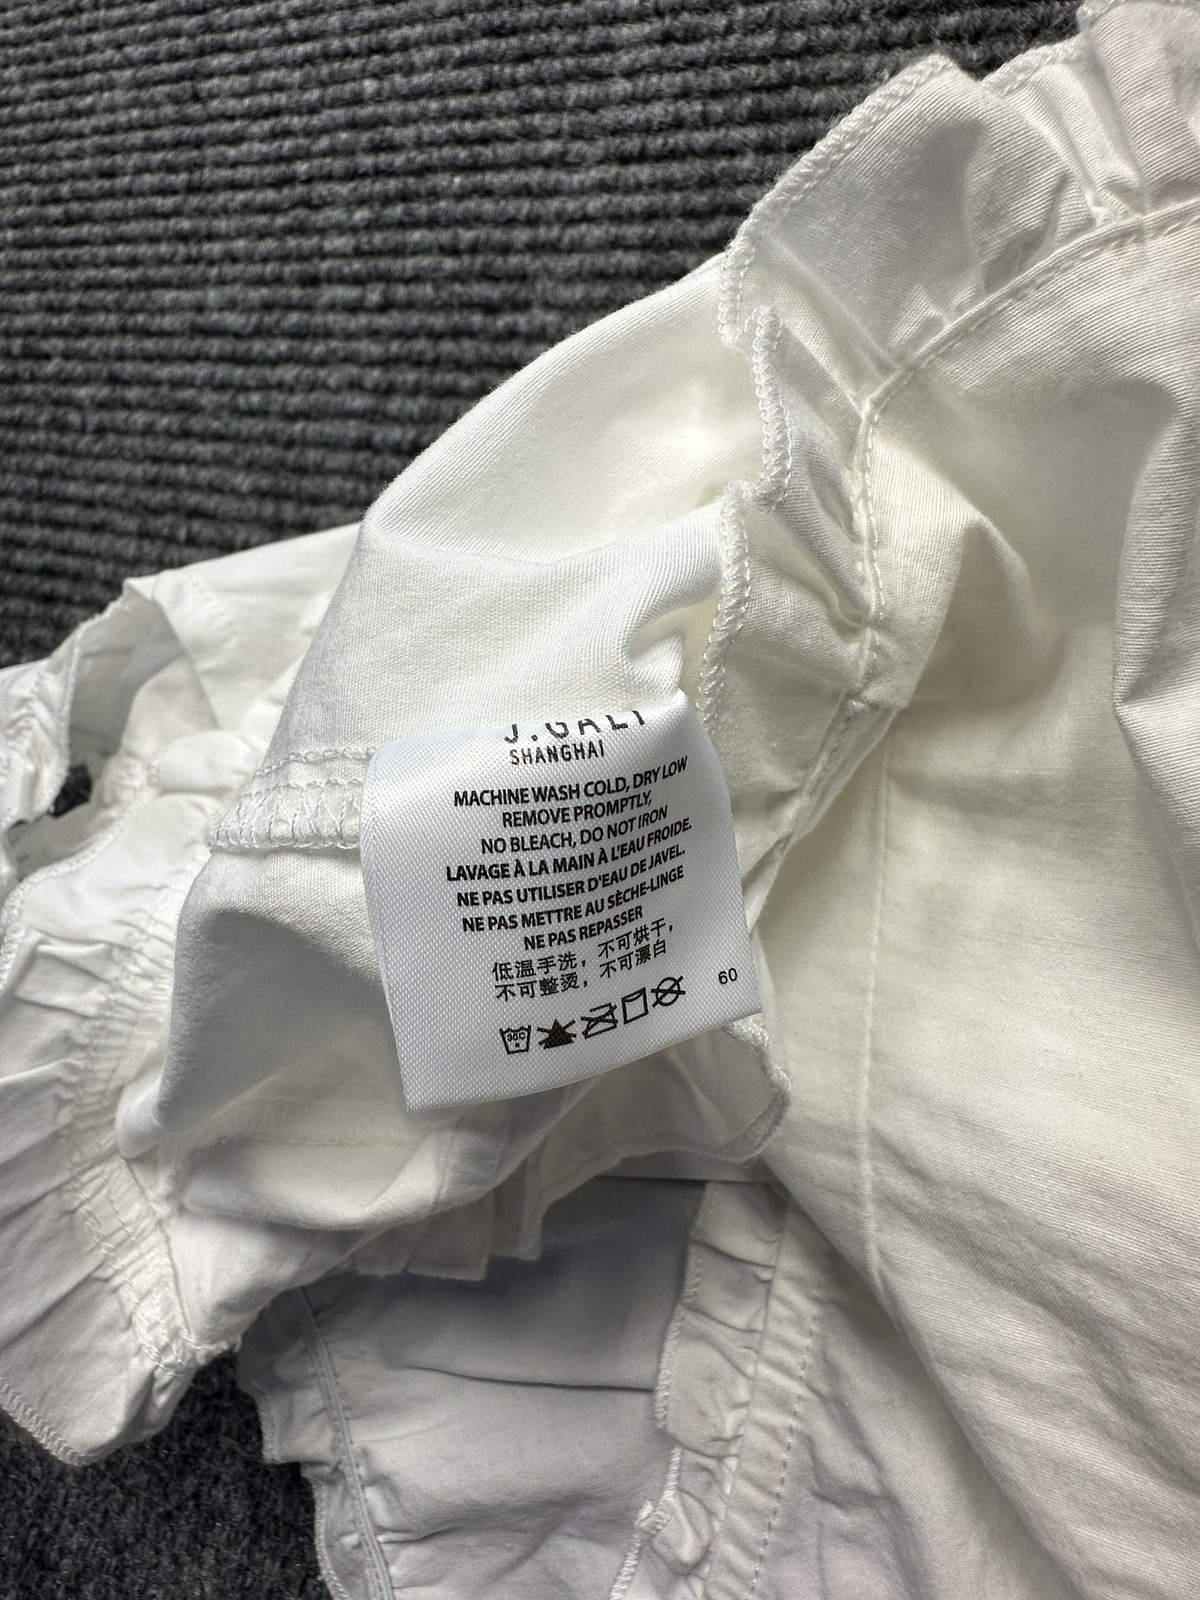 J.GALI
SHANGHAI
MACHINE WASH COLD, DRY LOW
REMOVE PROMPTLY,
NO BLEACH, DO NOT IRON
LAVAGE À LA MAIN À L'EAU FROIDE.
NE PAS UTILISER D'EAU DE JAVEL.
NE PAS METTRE AU SÈCHE-LINGE
NE PAS REPASSER
低温手洗，不可烘干，
不可整烫，不可漂白
30C
60